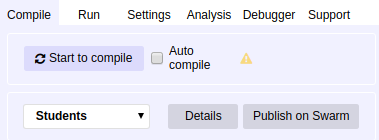 Compile Run Settings Analysis Debugger Support
Start to compile Auto
compile
Students Details Publish on Swarm